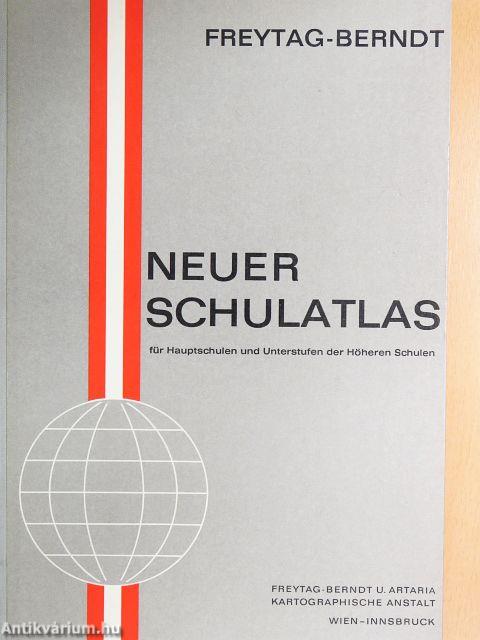 FREYTAG-BERNDT
NEUER
SCHULATLAS
für Hauptschulen und Unterstufen der Höheren Schulen
FREYTAG-BERNDT U. ARTARIA
KARTOGRAPHISCHE ANSTALT
WIEN–INNSBRUCK
Antikvárium.hu